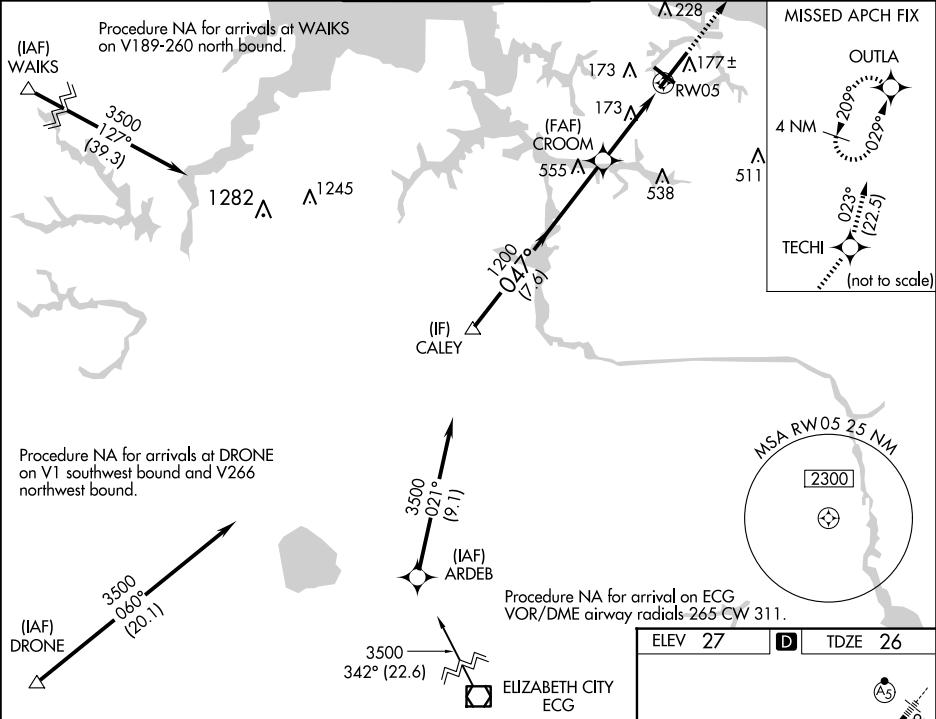 Procedure NA for arrivals at WAIKS
on V189-260 north bound.
(IAF)
WAIKS
3500
127°
(39.3)
1282
1245
228
173
177±
RW05
173
(FAF)
CROOM
555
538
511
1200
047°
(7.6)
(IF)
CALEY
MISSED APCH FIX
OUTLA
4 NM
209°
029°
023°
(22.5)
TECHI
(not to scale)
Procedure NA for arrivals at DRONE
on V1 southwest bound and V266
northwest bound.
3500
060°
(20.1)
(IAF)
DRONE
3500
021°
(9.1)
(IAF)
ARDEB
MSA RW05 25 NM
2300
Procedure NA for arrival on ECG
VOR/DME airway radials 265 CW 311.
3500
342° (22.6)
ELIZABETH CITY
ECG
ELEV 27
D
TDZE 26
A5